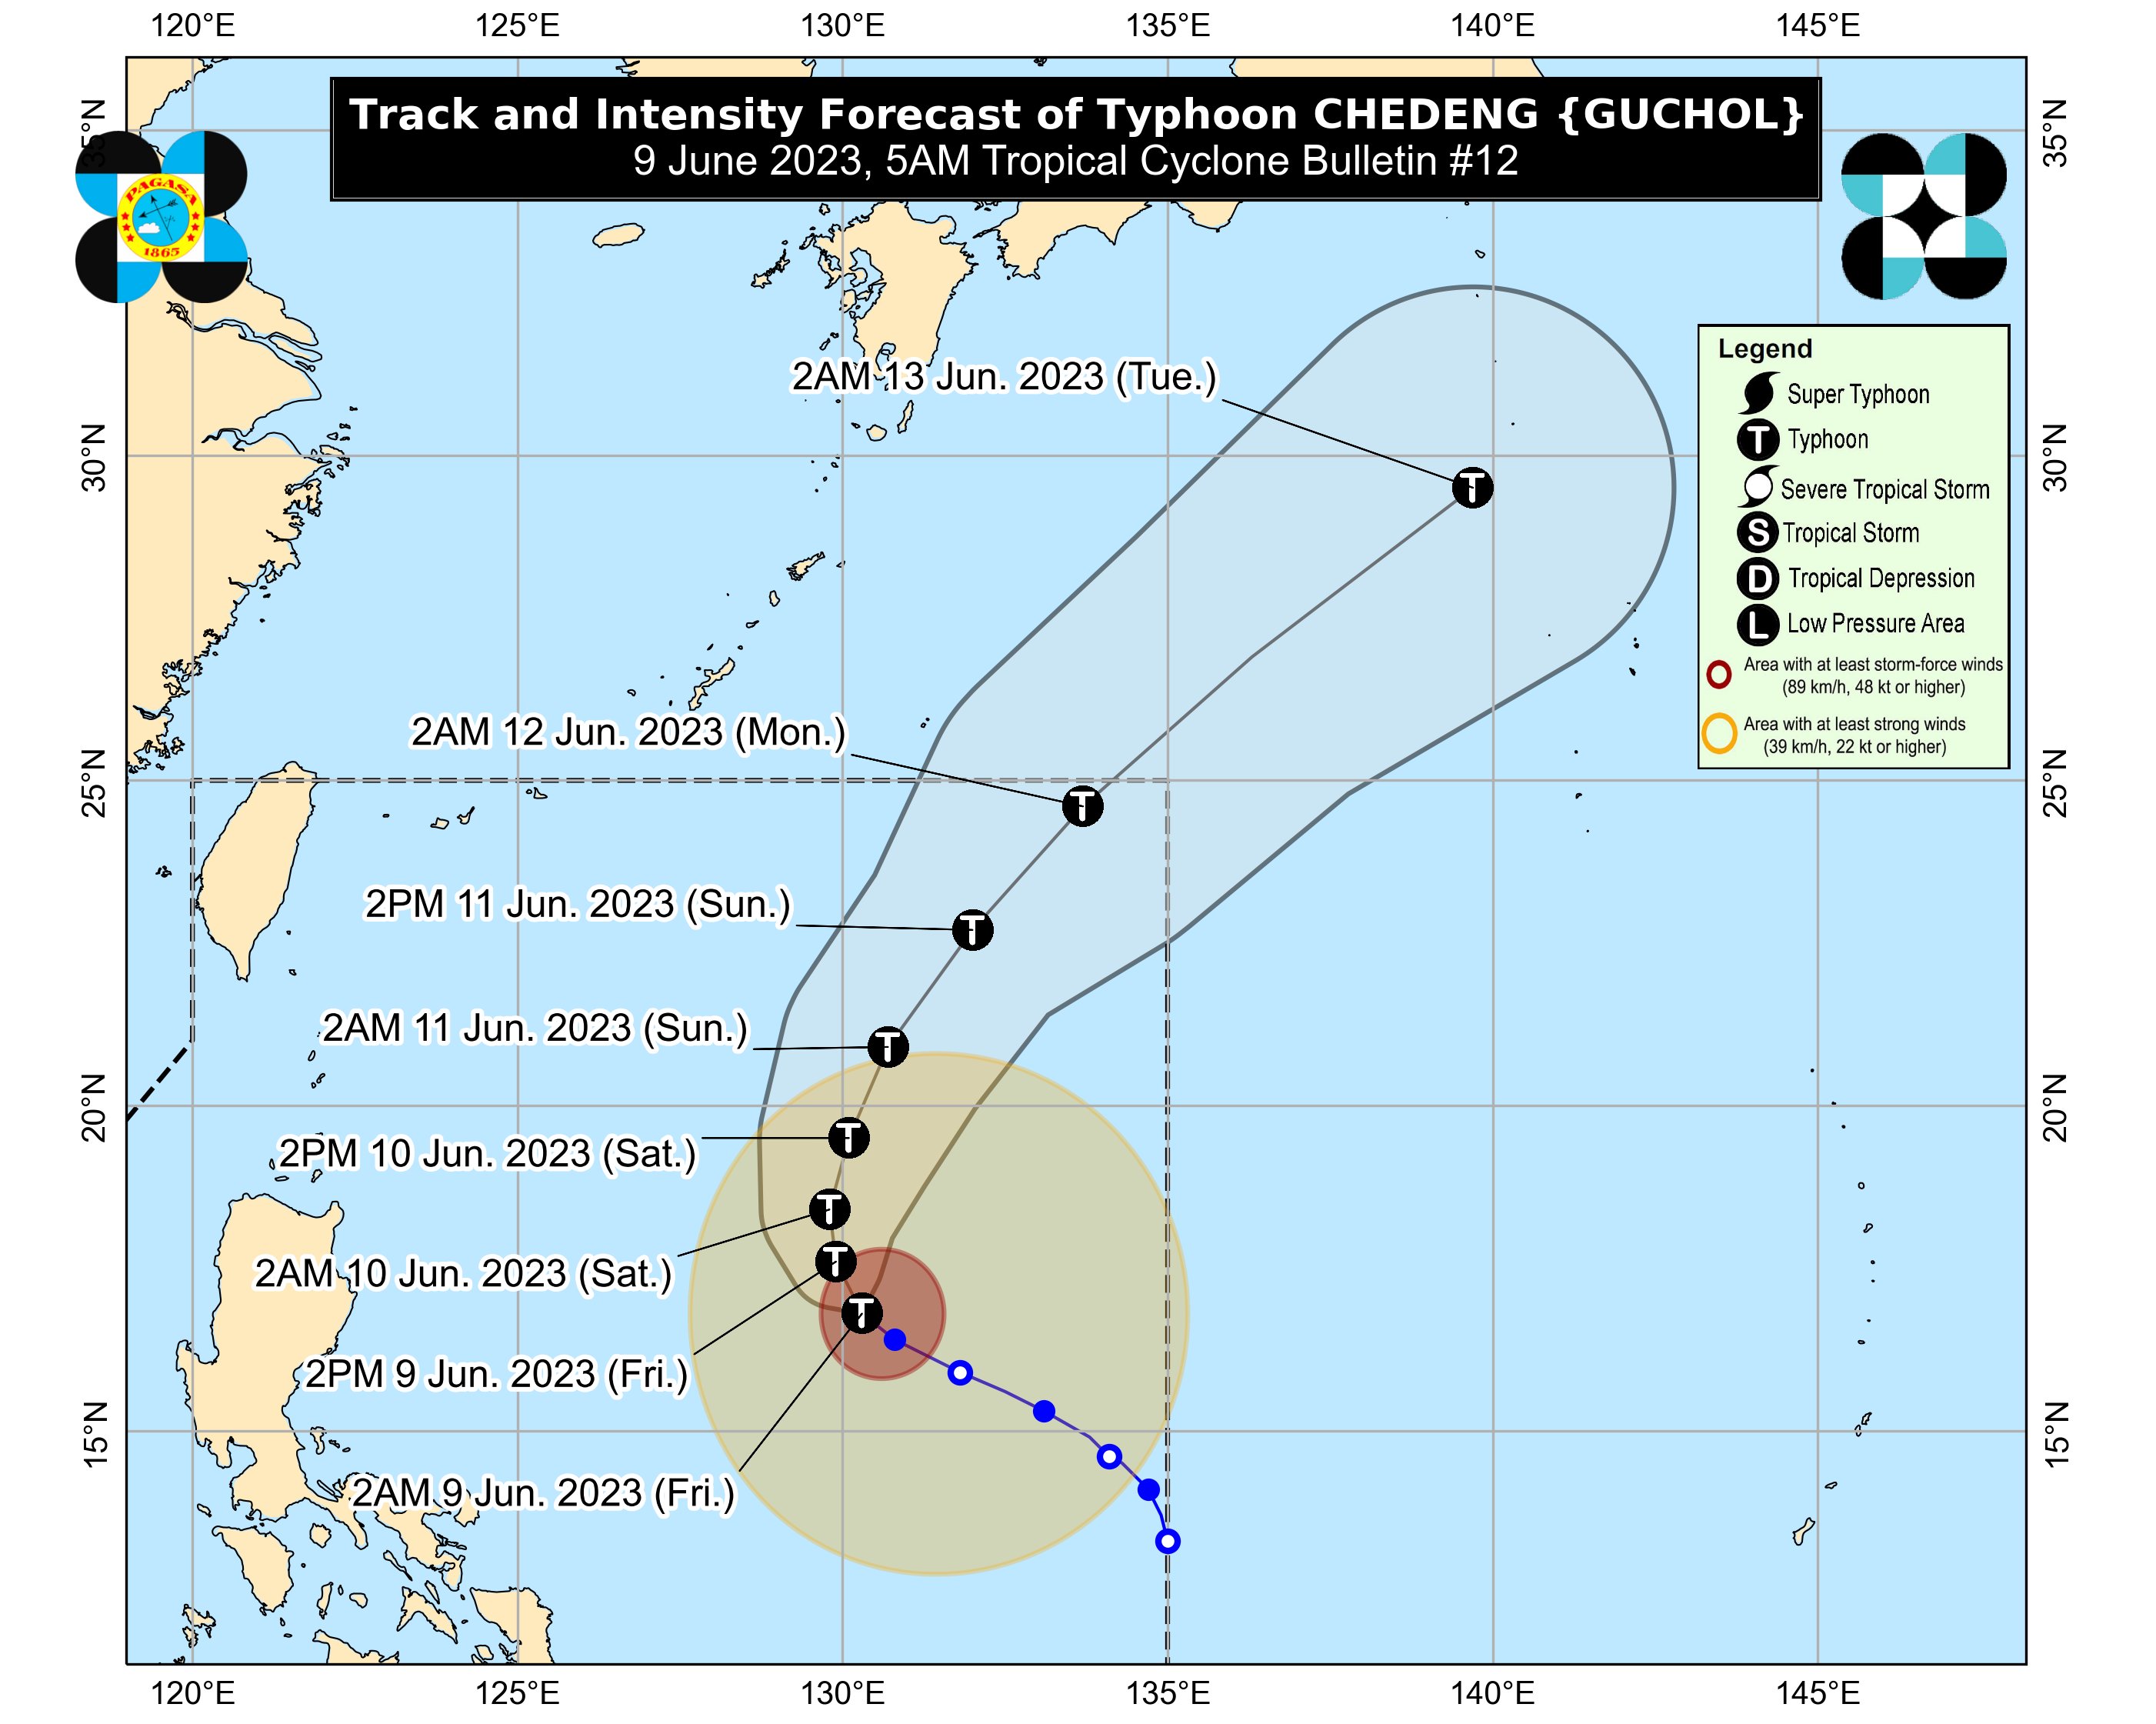 120°E 125°E 130°E 135°E 140°E 145°E
Track and Intensity Forecast of Typhoon CHEDENG {GUCHOL}
9 June 2023, 5AM Tropical Cyclone Bulletin #12
35°N
35°N
PAGASA
1865
Legend
Super Typhoon
T Typhoon
Severe Tropical Storm
S Tropical Storm
D Tropical Depression
L Low Pressure Area
Area with at least storm-force winds
(89 km/h, 48 kt or higher)
Area with at least strong winds
(39 km/h, 22 kt or higher)
2AM 13 Jun. 2023 (Tue.)
30°N
30°N
T
2AM 12 Jun. 2023 (Mon.)
25°N
25°N
T
2PM 11 Jun. 2023 (Sun.)
T
2AM 11 Jun. 2023 (Sun.)
T
20°N
20°N
2PM 10 Jun. 2023 (Sat.)
T
2AM 10 Jun. 2023 (Sat.)
T
2PM 9 Jun. 2023 (Fri.)
T
15°N
15°N
2AM 9 Jun. 2023 (Fri.)
T
120°E 125°E 130°E 135°E 140°E 145°E